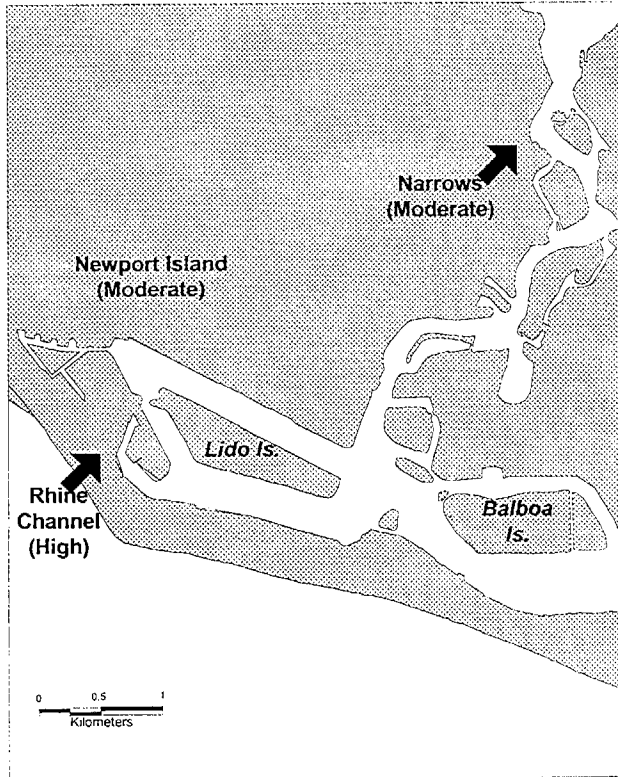 Narrows
(Moderate)
Newport Island
(Moderate)
Lido Is.
Rhine
Channel
(High)
Balboa
Is.
0 0.5 1
Kilometers